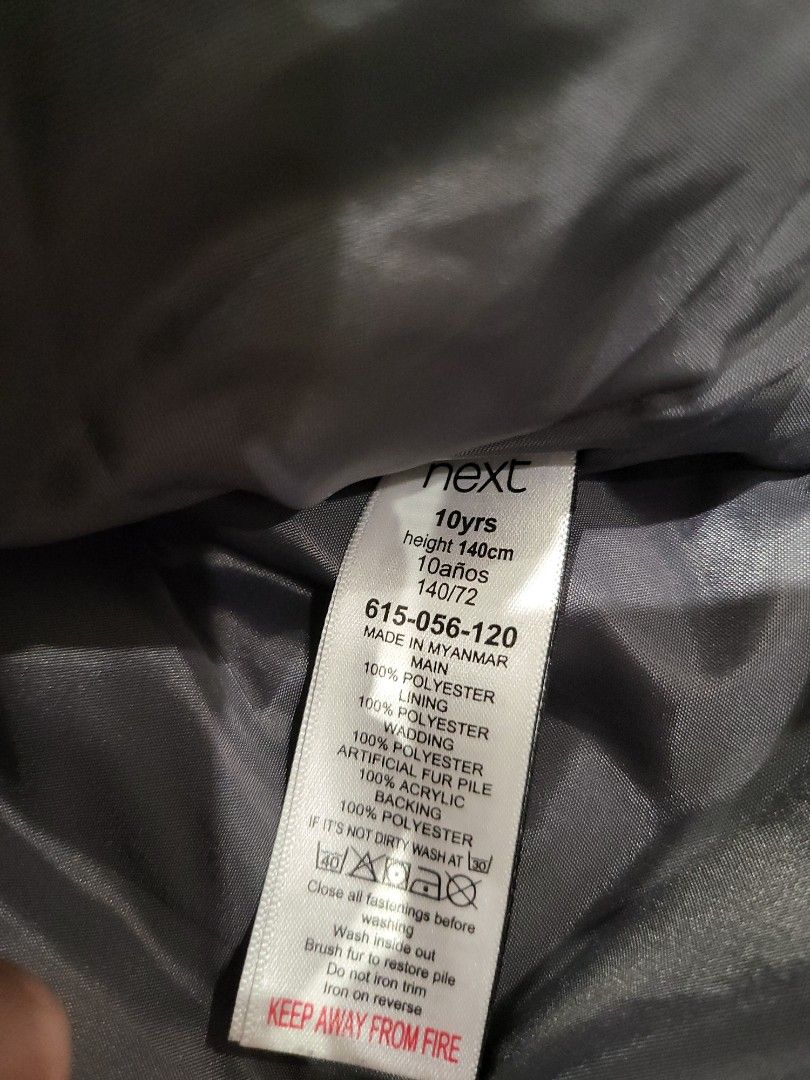 next
10yrs
height 140cm
10años
140/72
615-056-120
MADE IN MYANMAR
MAIN
100% POLYESTER
LINING
100% POLYESTER
WADDING
100% POLYESTER
ARTIFICIAL FUR PILE
100% ACRYLIC
BACKING
100% POLYESTER
IF IT'S NOT DIRTY WASH AT 30
40
Close all fastenings before
washing
Wash inside out
Brush fur to restore pile
Do not iron trim
Iron on reverse
KEEP AWAY FROM FIRE